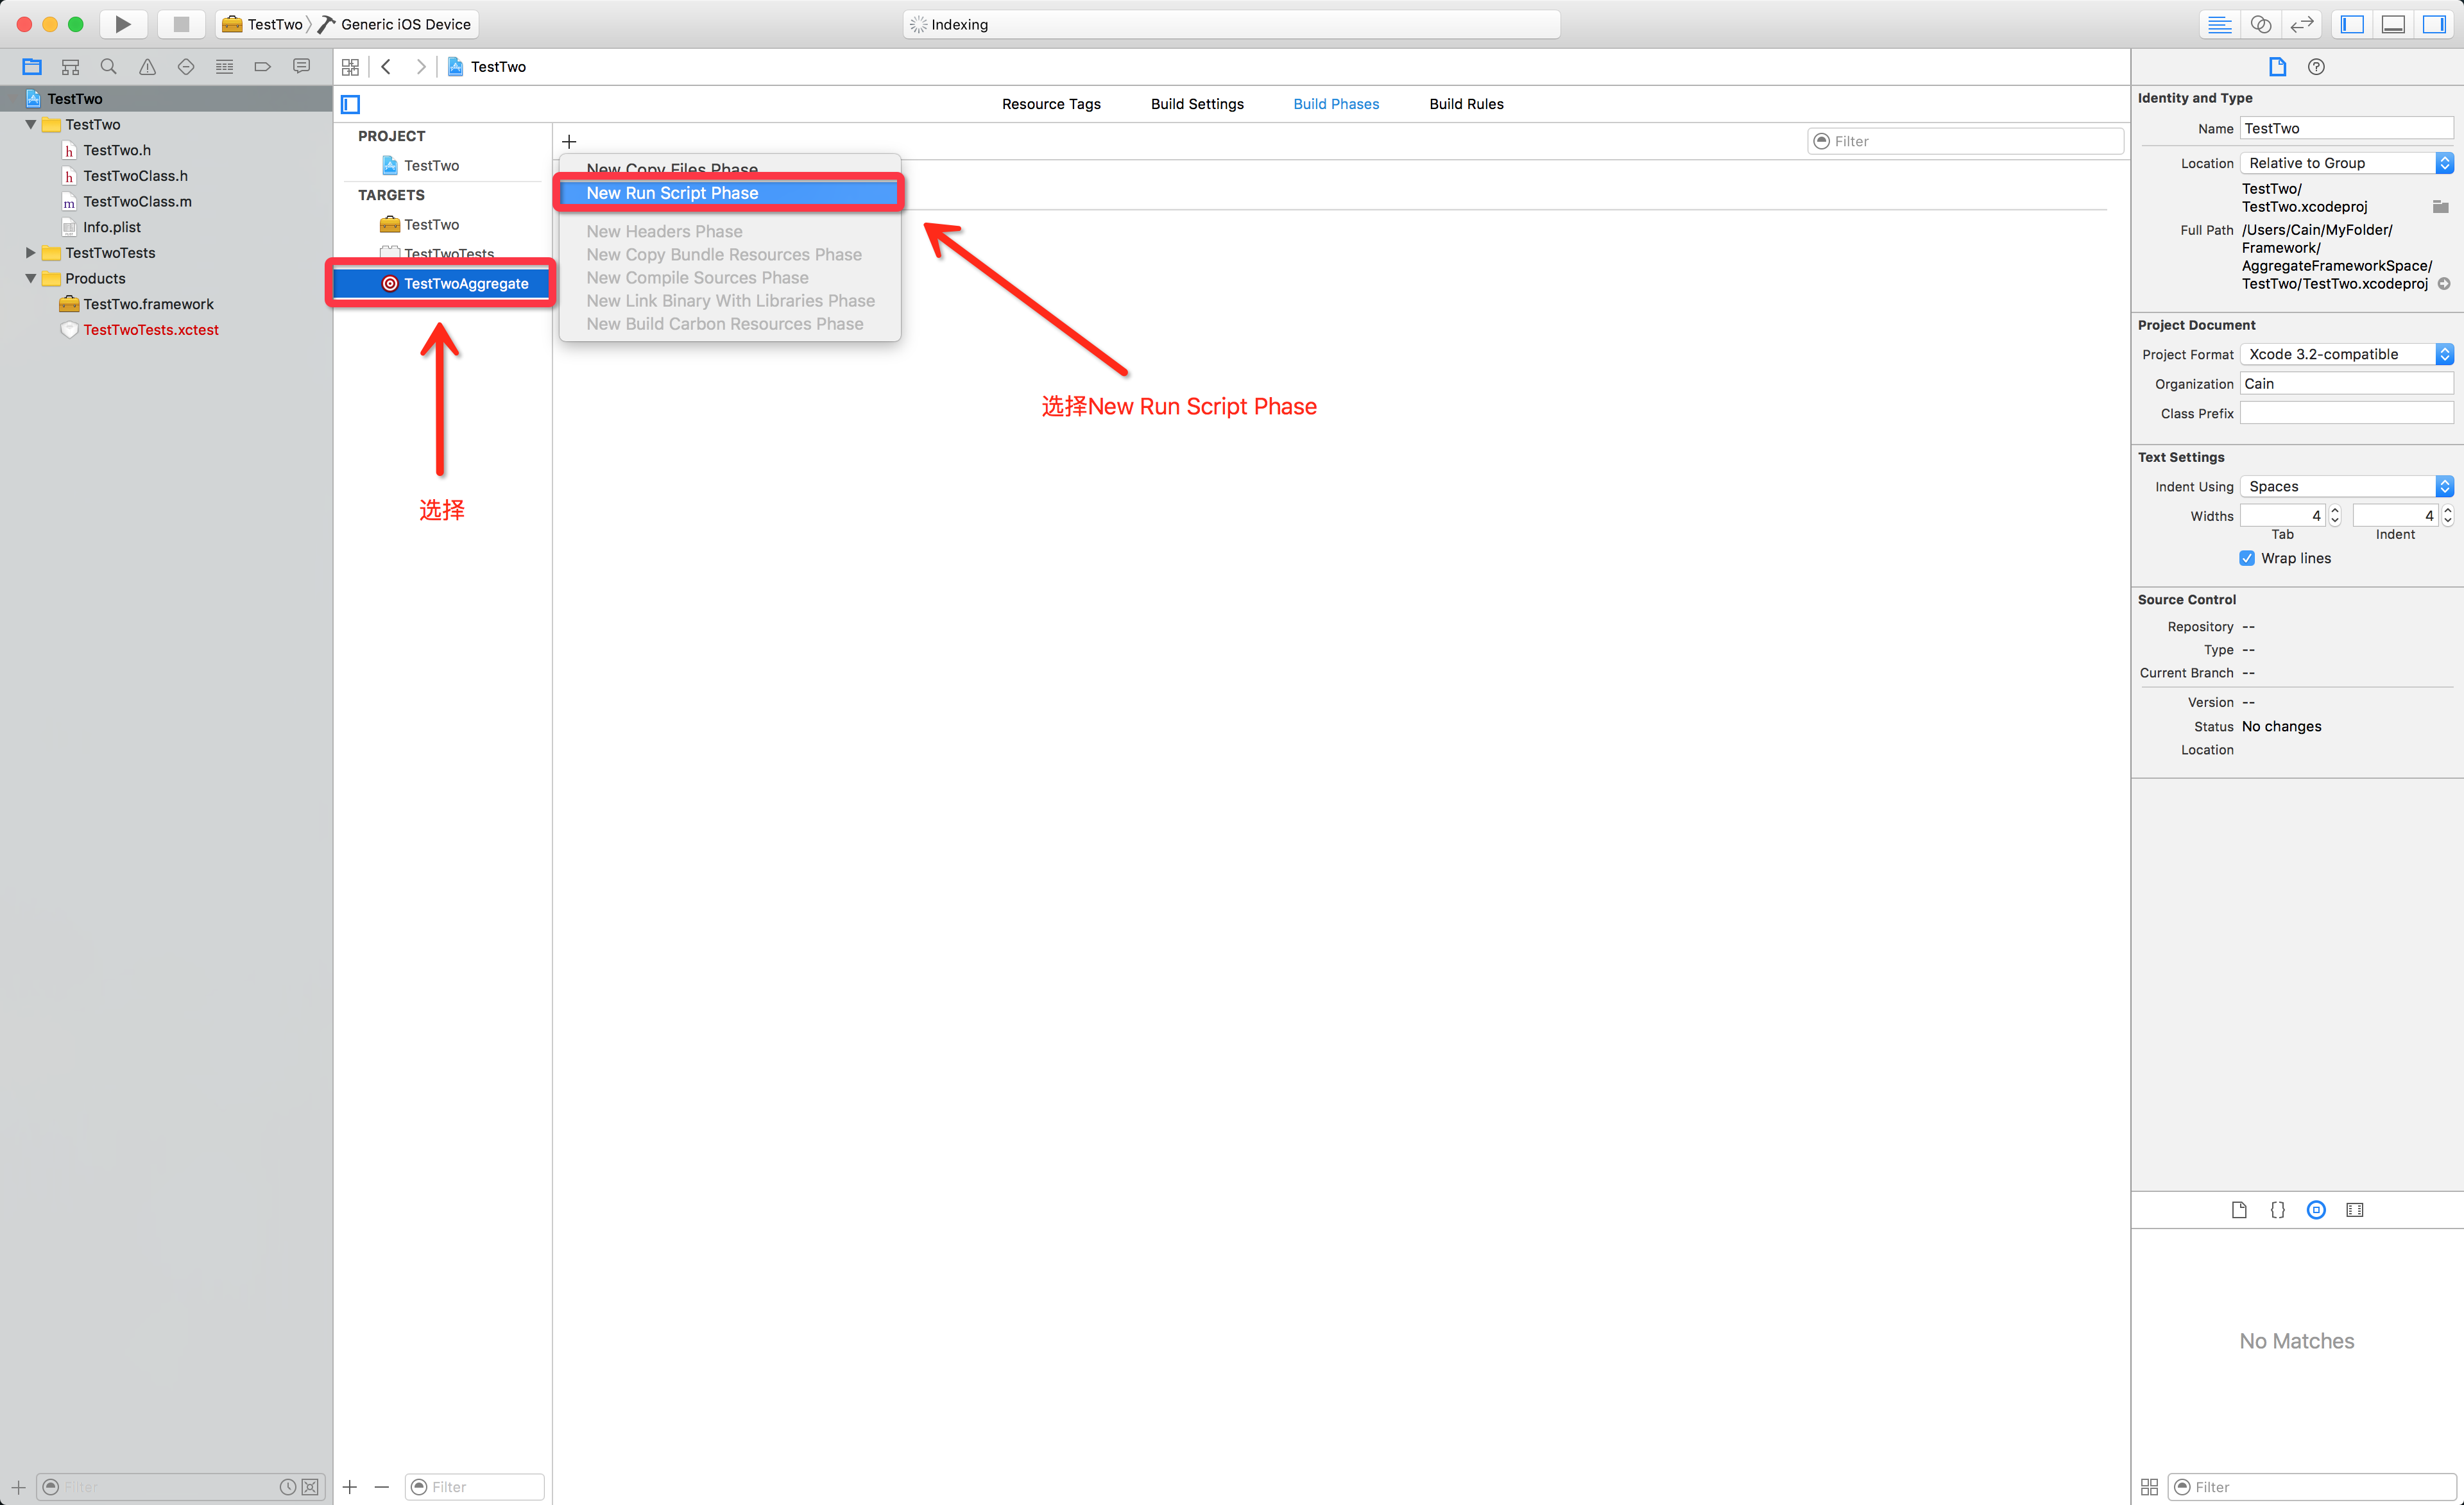 TestTwo
Generic iOS Device
Indexing
TestTwo
Resource Tags
Build Settings
Build Phases
Build Rules
TestTwo
TestTwo
TestTwo.h
TestTwoClass.h
TestTwoClass.m
Info.plist
TestTwoTests
Products
TestTwo.framework
TestTwoTests.xctest
Filter
PROJECT
TestTwo
TARGETS
TestTwo
TestTwoTests
TestTwoAggregate
选择
Filter
Filter
New Copy Files Phase
New Run Script Phase
New Headers Phase
New Copy Bundle Resources Phase
New Compile Sources Phase
New Link Binary With Libraries Phase
New Build Carbon Resources Phase
选择New Run Script Phase
Identity and Type
Name TestTwo
Location Relative to Group
TestTwo/
TestTwo.xcodeproj
Full Path /Users/Cain/MyFolder/
Framework/
AggregateFrameworkSpace/
TestTwo/TestTwo.xcodeproj
Project Document
Project Format Xcode 3.2-compatible
Organization Cain
Class Prefix
Text Settings
Indent Using Spaces
Widths 4 4
Tab Indent
Wrap lines
Source Control
Repository --
Type --
Current Branch --
Version --
Status No changes
Location
No Matches
Filter